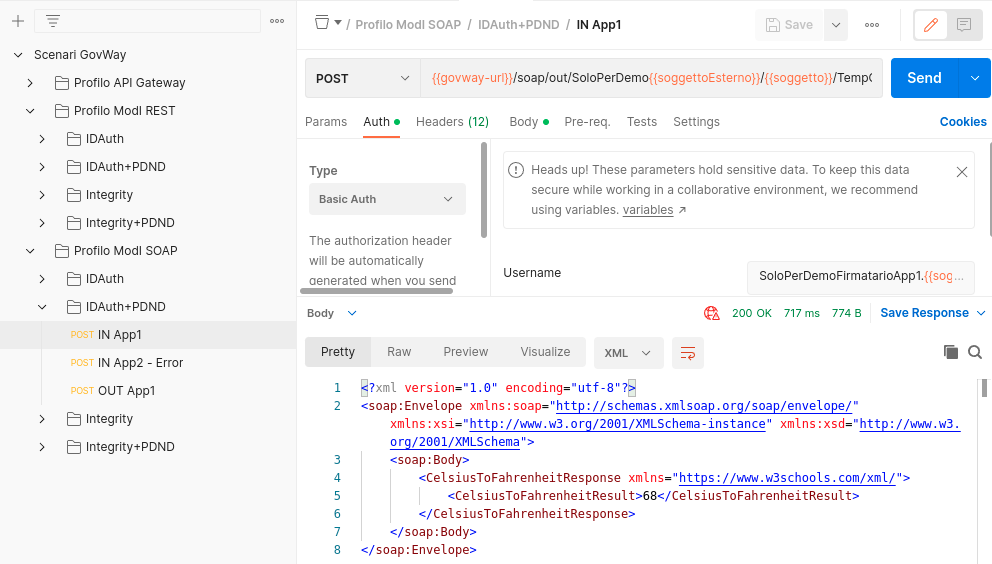 Scenari GovWay
Profilo API Gateway
Profilo ModI REST
IDAuth
IDAuth+PDND
Integrity
Integrity+PDND
Profilo ModI SOAP
IDAuth
IDAuth+PDND
POST IN App1
POST IN App2 - Error
POST OUT App1
Integrity
Integrity+PDND
/ Profilo ModI SOAP / IDAuth+PDND / IN App1
Save
POST
{{govway-url}}/soap/out/SoloPerDemo{{soggettoEsterno}}/{{soggetto}}/Temp
Send
Params Auth Headers (12) Body Pre-req. Tests Settings Cookies
Type
Basic Auth
The authorization header
will be automatically
generated when you send
Heads up! These parameters hold sensitive data. To keep this data
secure while working in a collaborative environment, we recommend
using variables. variables ↗
Username
SoloPerDemoFirmatarioApp1.{{sog...
Body
200 OK 717 ms 774 B Save Response
Pretty Raw Preview Visualize XML
1 <?xml version="1.0" encoding="utf-8"?>
2 <soap:Envelope xmlns:soap="http://schemas.xmlsoap.org/soap/envelope/"
xmlns:xsi="http://www.w3.org/2001/XMLSchema-instance" xmlns:xsd="http://www.w3.
org/2001/XMLSchema">
3 <soap:Body>
4 <CelsiusToFahrenheitResponse xmlns="https://www.w3schools.com/xml/">
5 <CelsiusToFahrenheitResult>68</CelsiusToFahrenheitResult>
6 </CelsiusToFahrenheitResponse>
7 </soap:Body>
8 </soap:Envelope>